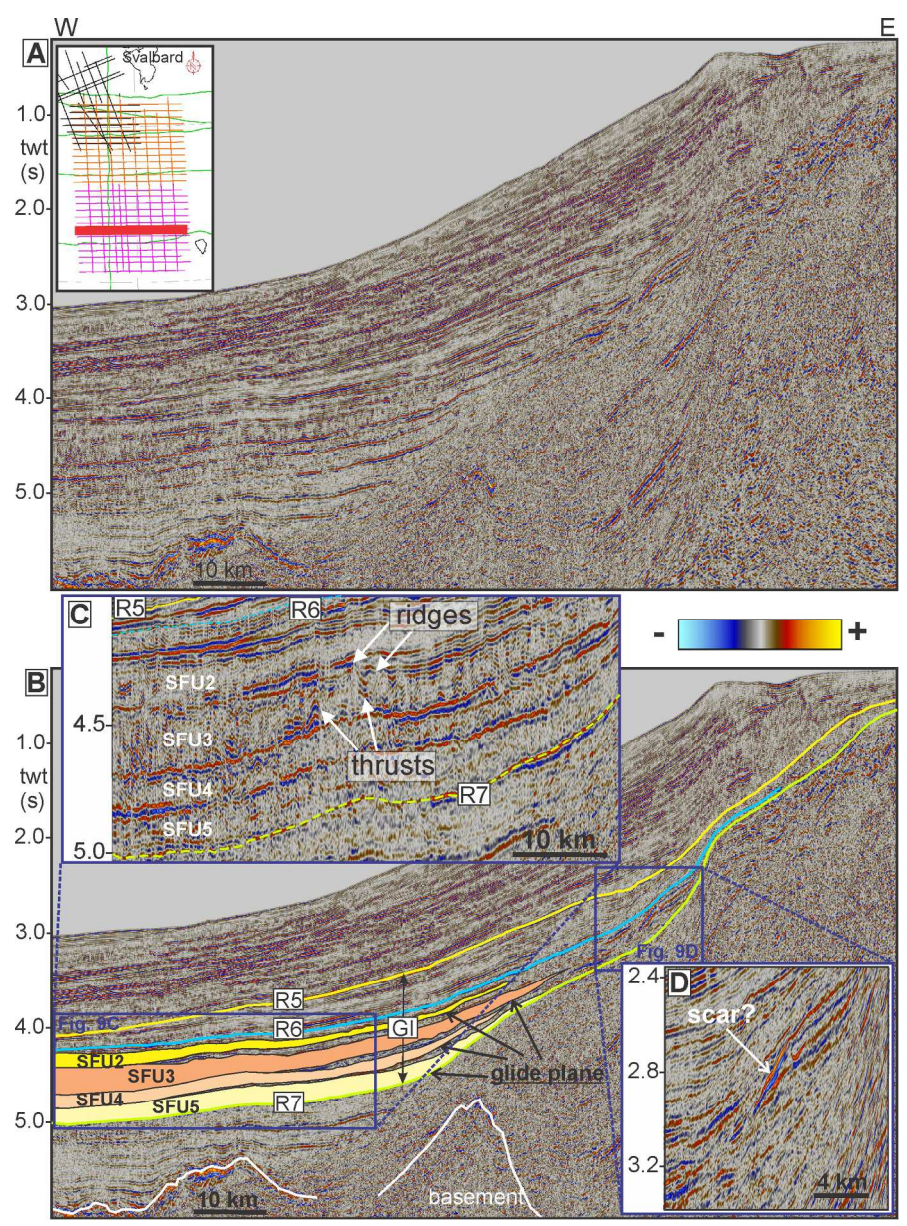 W E
A
Svalbard
N
1.0
twt
(s)
2.0
3.0
4.0
5.0
10 km
C
R5 R6 ridges
SFU2
4.5
SFU3
thrusts
SFU4
R7
SFU5
5.0 10 km
- +
B
1.0
twt
(s)
2.0
3.0
Fig. 9D
R5
4.0
Fig. 9C
R6
GI
SFU2
SFU3
glide plane
SFU4
SFU5
R7
5.0
basement
10 km
D
2.4
scar?
2.8
3.2
4 km